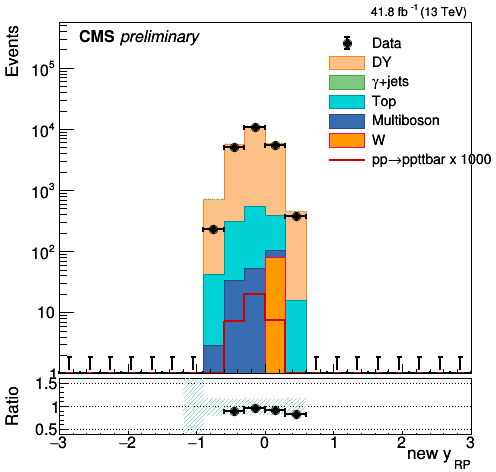 41.8 fb⁻¹ (13 TeV)
CMS preliminary
Events
Data
DY
γ+jets
Top
Multiboson
W
pp→ppttbar x 1000
10⁵
10⁴
10³
10²
10
1
Ratio
1.5
1
0.5
−3 −2 −1 0 1 2 3
new y_RP